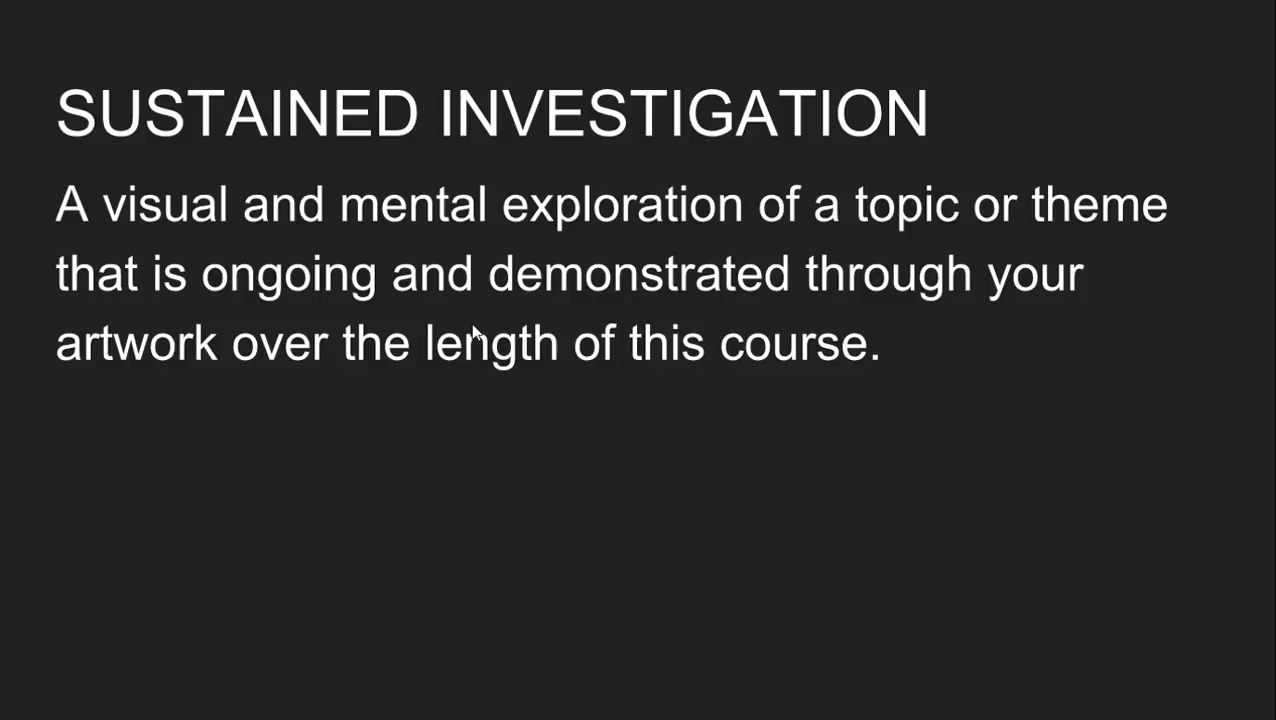 SUSTAINED INVESTIGATION
A visual and mental exploration of a topic or theme
that is ongoing and demonstrated through your
artwork over the length of this course.